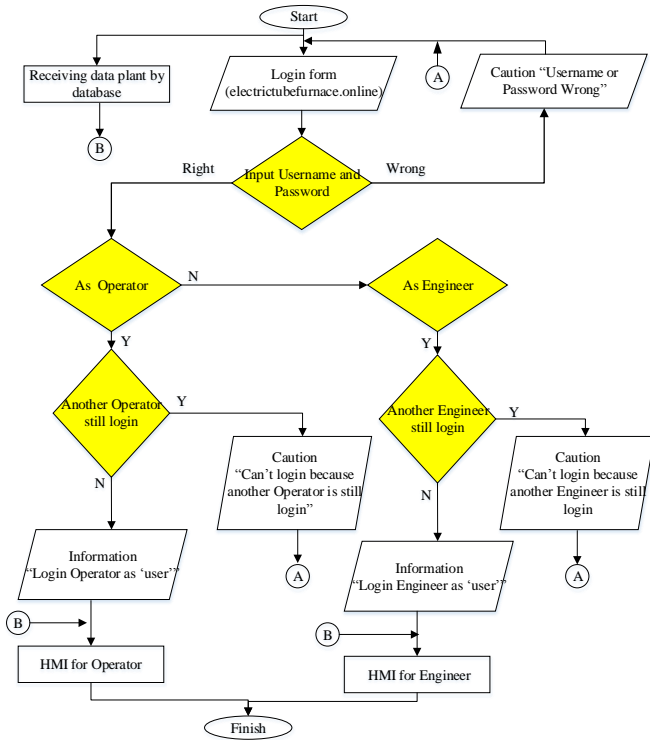 Start
Receiving data plant by
database
Login form
(electrictubefurnace.online)
A
Caution “Username or
Password Wrong”
B
Right
Input Username and
Password
Wrong
As Operator
N
As Engineer
Y
Y
Another Operator
still login
Y
Another Engineer
still login
Y
N
Caution
“Can’t login because
another Operator is still
login”
N
Caution
“Can’t login because
another Engineer is still
login
Information
“Login Operator as ‘user’”
A
Information
“Login Engineer as ‘user’”
A
B
B
HMI for Operator
HMI for Engineer
Finish